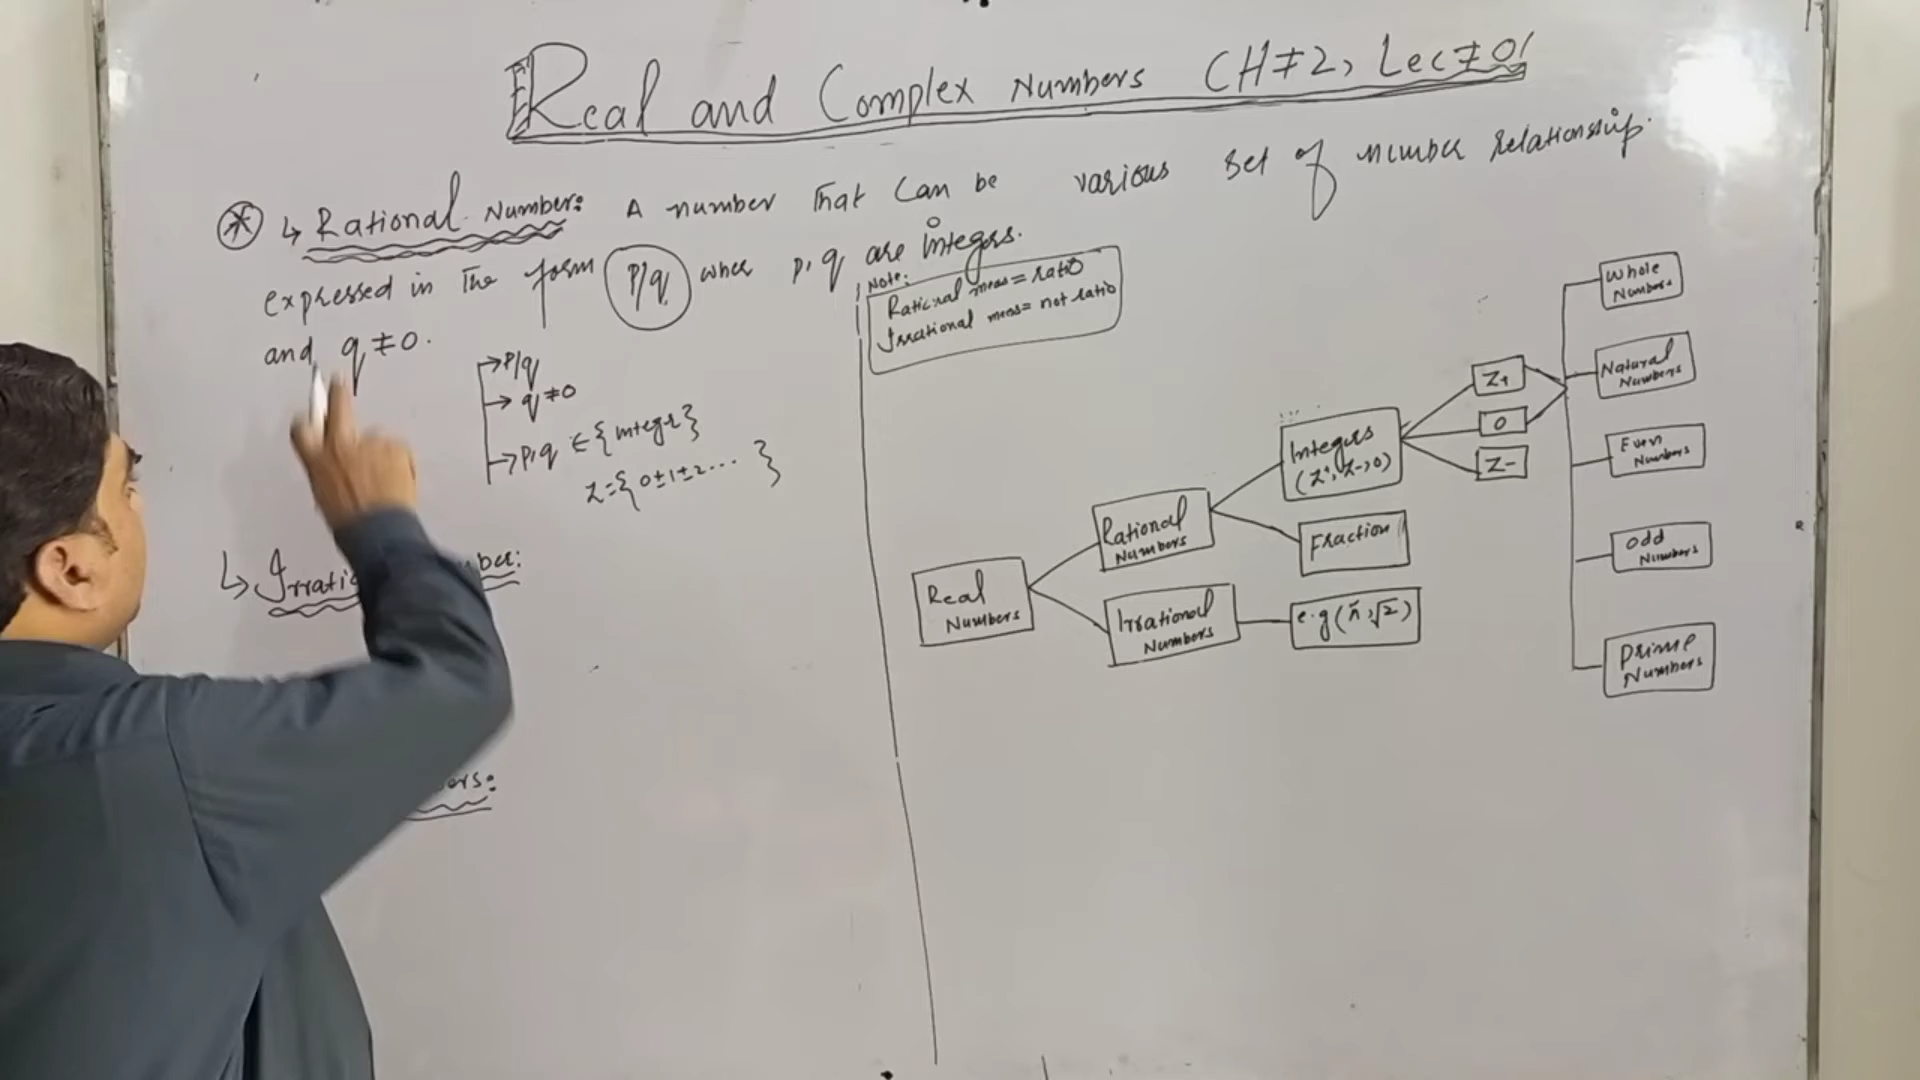 Real and Complex Numbers CH#2, Lec#01
↳ Rational Number: A number that can be
various set of number relationship.
expressed in the form P/q where p, q are integers.
and q ≠ 0.
→ P/q
→ q ≠ 0
→ P,q ∈ {integer}
Z = {0 ± 1 ± 2 ... }
↳ Irrational Number:
Note:
Rational means = ratio
Irrational means = not ratio
Real Numbers
Rational Numbers
Irrational Numbers
Integers
(Z+, Z-, 0)
Fraction
e.g (π, √2)
Z+
0
Z-
Whole Numbers
Natural Numbers
Even Numbers
Odd Numbers
Prime Numbers